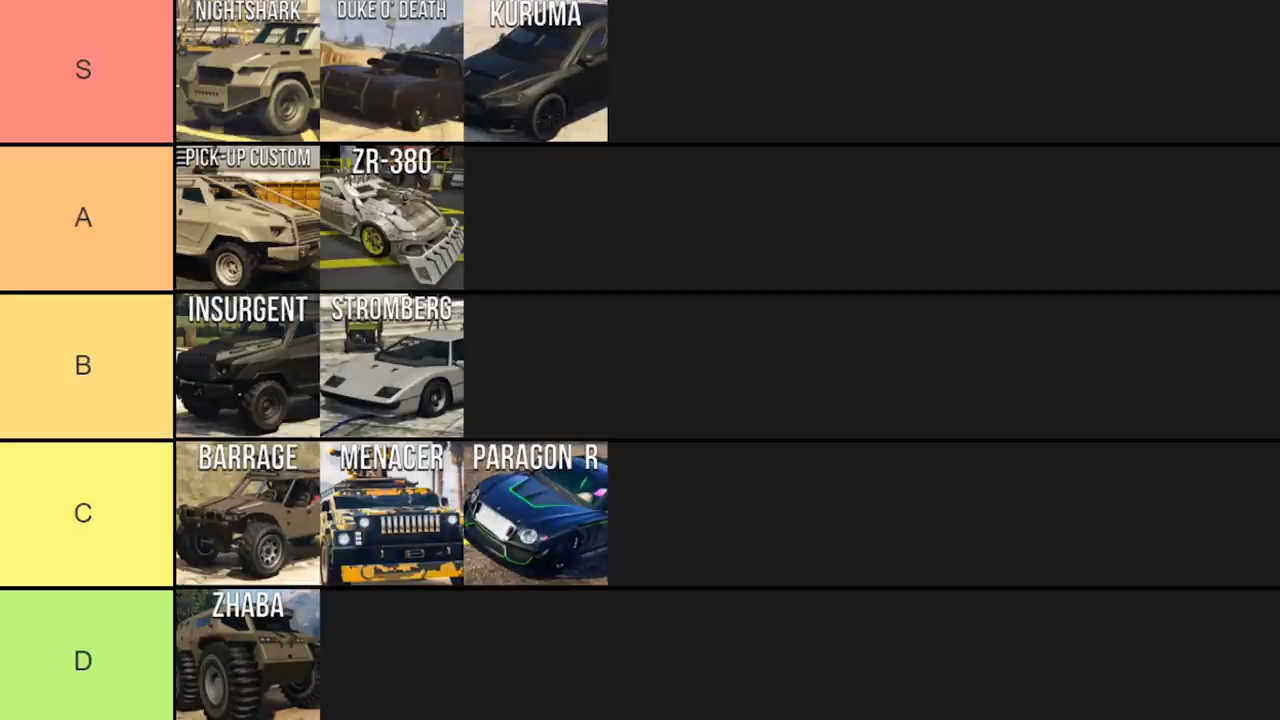 S
NIGHTSHARK
DUKE O' DEATH
KURUMA
A
PICK-UP CUSTOM
ZR-380
B
INSURGENT
STROMBERG
C
BARRAGE
MENACER
PARAGON R
D
ZHABA